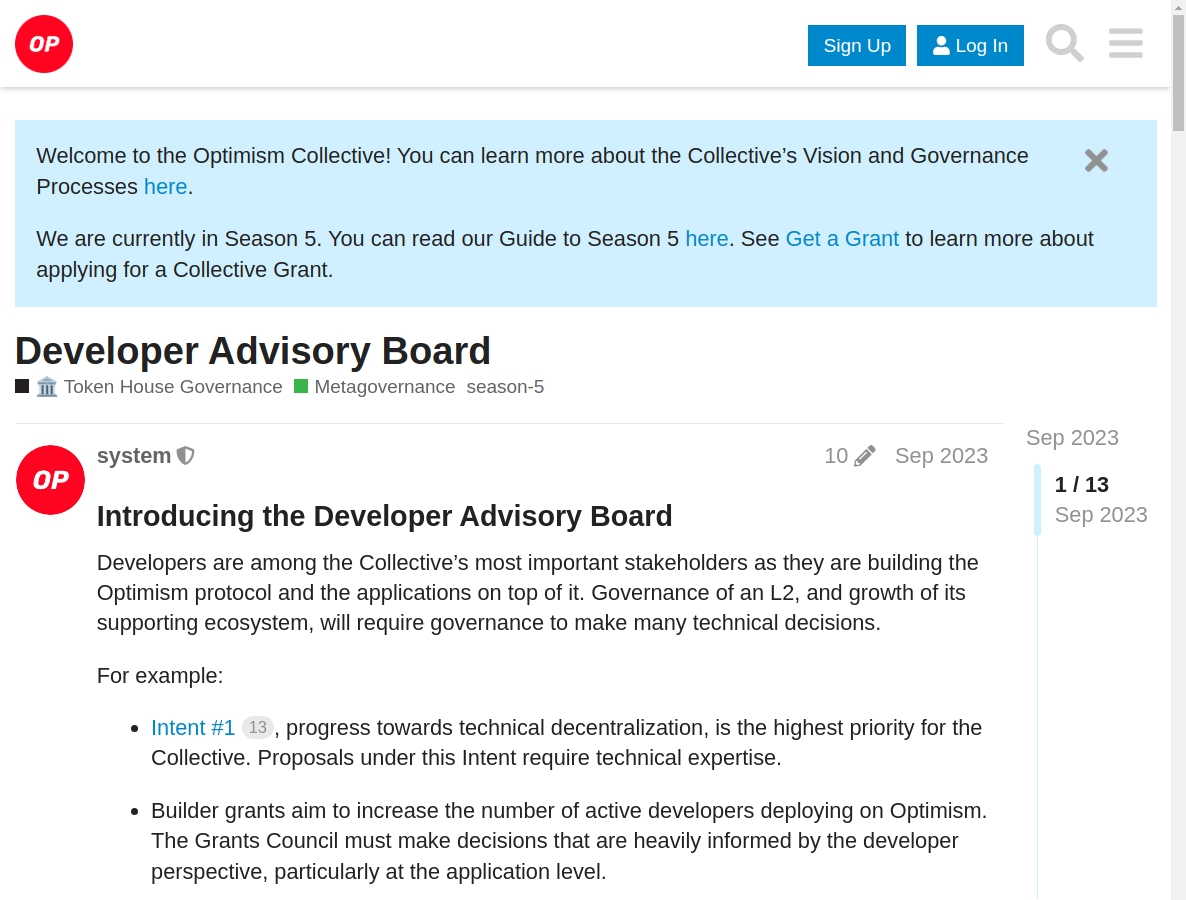 OP
Sign Up
Log In
Welcome to the Optimism Collective! You can learn more about the Collective’s Vision and Governance
Processes here.
We are currently in Season 5. You can read our Guide to Season 5 here. See Get a Grant to learn more about
applying for a Collective Grant.
Developer Advisory Board
Token House Governance Metagovernance season-5
OP
system
10
Sep 2023
Sep 2023
1 / 13
Sep 2023
Introducing the Developer Advisory Board
Developers are among the Collective’s most important stakeholders as they are building the
Optimism protocol and the applications on top of it. Governance of an L2, and growth of its
supporting ecosystem, will require governance to make many technical decisions.
For example:
Intent #1 13, progress towards technical decentralization, is the highest priority for the
Collective. Proposals under this Intent require technical expertise.
Builder grants aim to increase the number of active developers deploying on Optimism.
The Grants Council must make decisions that are heavily informed by the developer
perspective, particularly at the application level.